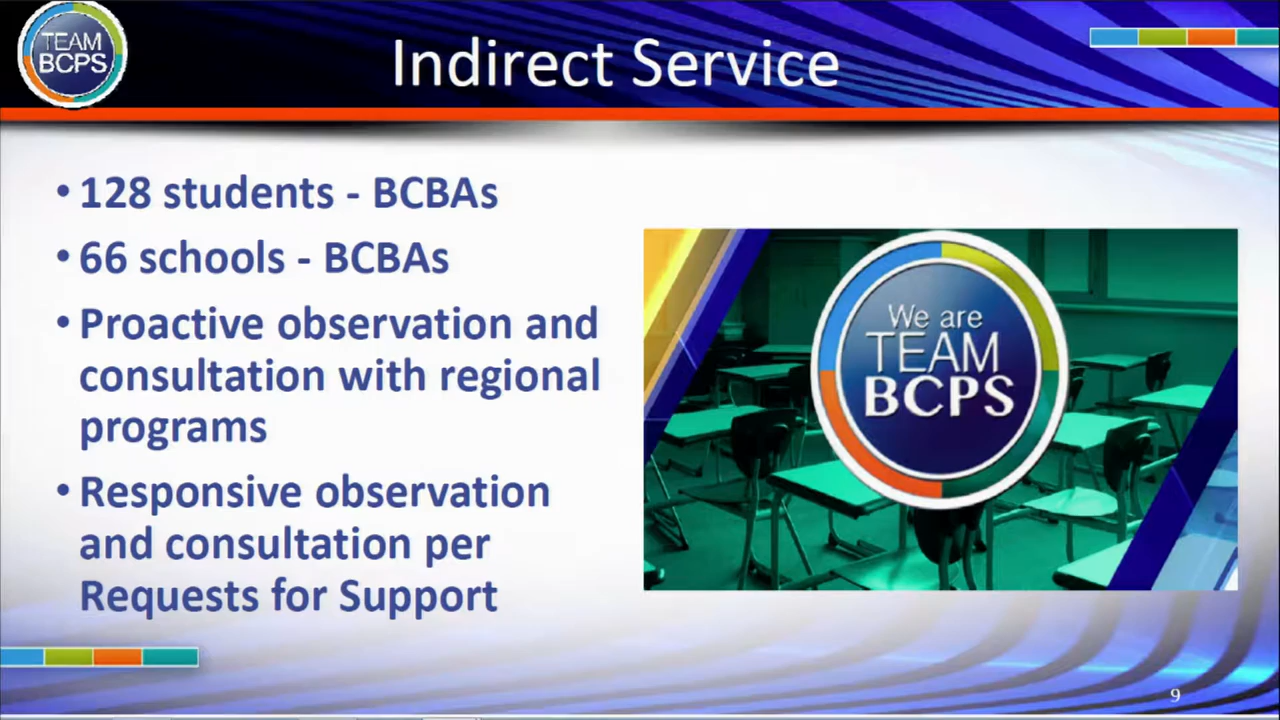 TEAM
BCPS
Indirect Service
• 128 students - BCBAs
• 66 schools - BCBAs
• Proactive observation and
consultation with regional
programs
• Responsive observation
and consultation per
Requests for Support
We are
TEAM
BCPS
9